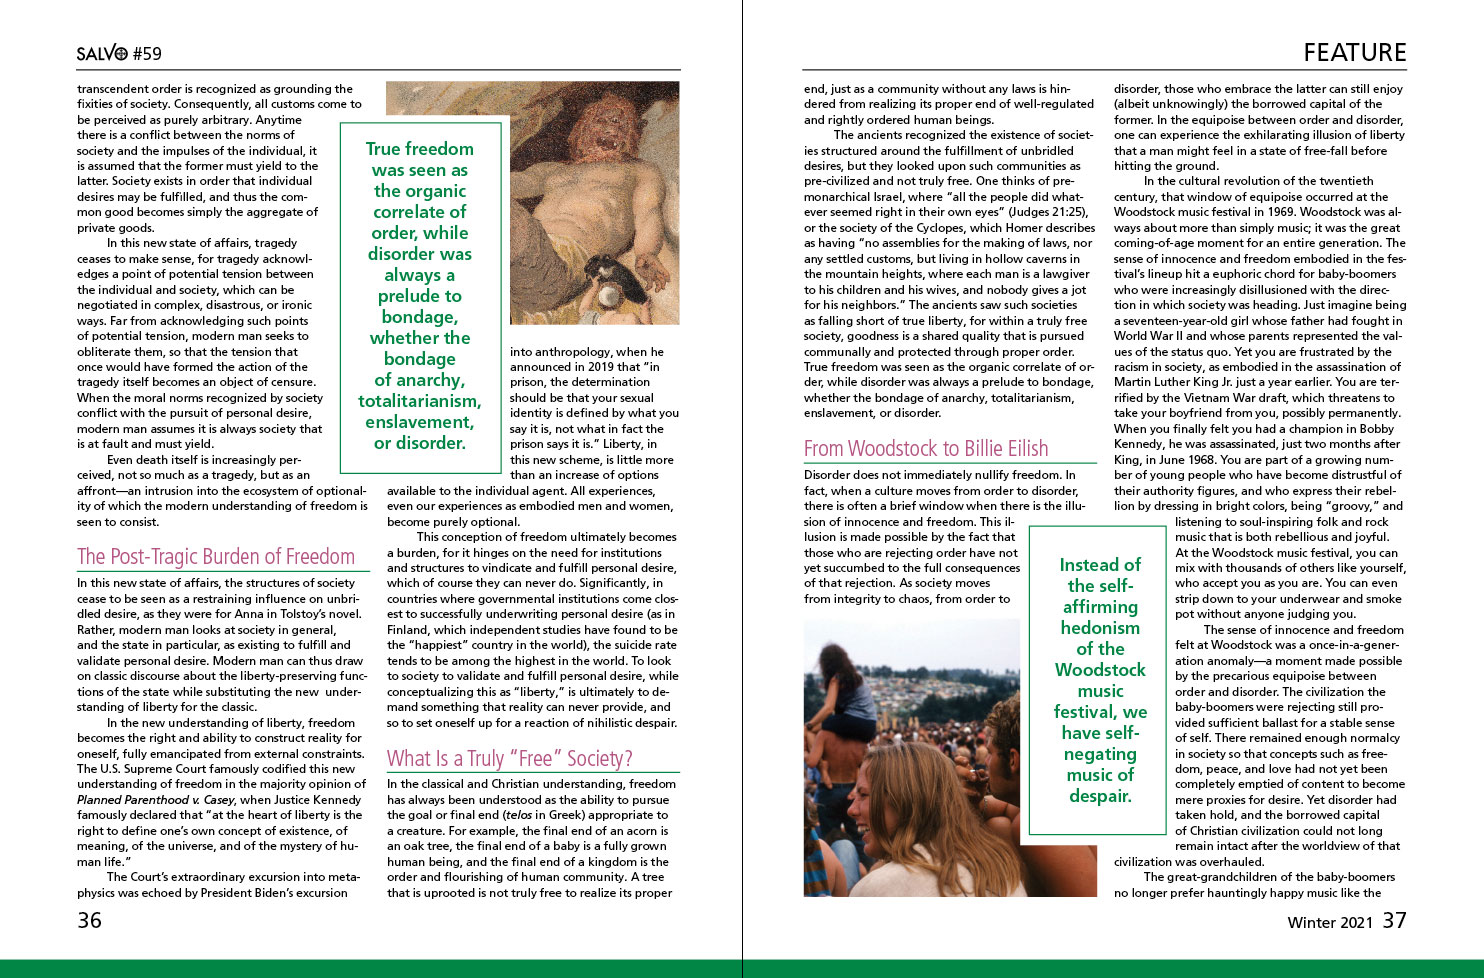 SALVO #59
transcendent order is recognized as grounding the
fixities of society. Consequently, all customs come to
be perceived as purely arbitrary. Anytime
there is a conflict between the norms of
society and the impulses of the individual, it
is assumed that the former must yield to the
latter. Society exists in order that individual
desires may be fulfilled, and thus the com-
mon good becomes simply the aggregate of
private goods.
In this new state of affairs, tragedy
ceases to make sense, for tragedy acknowl-
edges a point of potential tension between
the individual and society, which can be
negotiated in complex, disastrous, or ironic
ways. Far from acknowledging such points
of potential tension, modern man seeks to
obliterate them, so that the tension that
once would have formed the action of the
tragedy itself becomes an object of censure.
When the moral norms recognized by society
conflict with the pursuit of personal desire,
modern man assumes it is always society that
is at fault and must yield.
Even death itself is increasingly per-
ceived, not so much as a tragedy, but as an
affront—an intrusion into the ecosystem of optional-
ity of which the modern understanding of freedom is
seen to consist.
The Post-Tragic Burden of Freedom
In this new state of affairs, the structures of society
cease to be seen as a restraining influence on unbri-
dled desire, as they were for Anna in Tolstoy's novel.
Rather, modern man looks at society in general,
and the state in particular, as existing to fulfill and
validate personal desire. Modern man can thus draw
on classic discourse about the liberty-preserving func-
tions of the state while substituting the new under-
standing of liberty for the classic.
In the new understanding of liberty, freedom
becomes the right and ability to construct reality for
oneself, fully emancipated from external constraints.
The U.S. Supreme Court famously codified this new
understanding of freedom in the majority opinion of
Planned Parenthood v. Casey, when Justice Kennedy
famously declared that "at the heart of liberty is the
right to define one's own concept of existence, of
meaning, of the universe, and of the mystery of hu-
man life."
The Court's extraordinary excursion into meta-
physics was echoed by President Biden's excursion
True freedom
was seen as
the organic
correlate of
order, while
disorder was
always a
prelude to
bondage,
whether the
bondage
of anarchy,
totalitarianism,
enslavement,
or disorder.
into anthropology, when he
announced in 2019 that "in
prison, the determination
should be that your sexual
identity is defined by what you
say it is, not what in fact the
prison says it is." Liberty, in
this new scheme, is little more
than an increase of options
available to the individual agent. All experiences,
even our experiences as embodied men and women,
become purely optional.
This conception of freedom ultimately becomes
a burden, for it hinges on the need for institutions
and structures to vindicate and fulfill personal desire,
which of course they can never do. Significantly, in
countries where governmental institutions come clos-
est to successfully underwriting personal desire (as in
Finland, which independent studies have found to be
the "happiest" country in the world), the suicide rate
tends to be among the highest in the world. To look
to society to validate and fulfill personal desire, while
conceptualizing this as "liberty," is ultimately to de-
mand something that reality can never provide, and
so to set oneself up for a reaction of nihilistic despair.
What Is a Truly "Free" Society?
In the classical and Christian understanding, freedom
has always been understood as the ability to pursue
the goal or final end (telos in Greek) appropriate to
a creature. For example, the final end of an acorn is
an oak tree, the final end of a baby is a fully grown
human being, and the final end of a kingdom is the
order and flourishing of human community. A tree
that is uprooted is not truly free to realize its proper
36
FEATURE
end, just as a community without any laws is hin-
dered from realizing its proper end of well-regulated
and rightly ordered human beings.
The ancients recognized the existence of societ-
ies structured around the fulfillment of unbridled
desires, but they looked upon such communities as
pre-civilized and not truly free. One thinks of pre-
monarchical Israel, where "all the people did what-
ever seemed right in their own eyes" (Judges 21:25),
or the society of the Cyclopes, which Homer describes
as having "no assemblies for the making of laws, nor
any settled customs, but living in hollow caverns in
the mountain heights, where each man is a lawgiver
to his children and his wives, and nobody gives a jot
for his neighbors." The ancients saw such societies
as falling short of true liberty, for within a truly free
society, goodness is a shared quality that is pursued
communally and protected through proper order.
True freedom was seen as the organic correlate of or-
der, while disorder was always a prelude to bondage,
whether the bondage of anarchy, totalitarianism,
enslavement, or disorder.
From Woodstock to Billie Eilish
Disorder does not immediately nullify freedom. In
fact, when a culture moves from order to disorder,
there is often a brief window when there is the illu-
sion of innocence and freedom. This il-
lusion is made possible by the fact that
those who are rejecting order have not
yet succumbed to the full consequences
of that rejection. As society moves
from integrity to chaos, from order to
Instead of
the self-
affirming
hedonism
of the
Woodstock
music
festival, we
have self-
negating
music of
despair.
disorder, those who embrace the latter can still enjoy
(albeit unknowingly) the borrowed capital of the
former. In the equipoise between order and disorder,
one can experience the exhilarating illusion of liberty
that a man might feel in a state of free-fall before
hitting the ground.
In the cultural revolution of the twentieth
century, that window of equipoise occurred at the
Woodstock music festival in 1969. Woodstock was al-
ways about more than simply music; it was the great
coming-of-age moment for an entire generation. The
sense of innocence and freedom embodied in the fes-
tival's lineup hit a euphoric chord for baby-boomers
who were increasingly disillusioned with the direc-
tion in which society was heading. Just imagine being
a seventeen-year-old girl whose father had fought in
World War II and whose parents represented the val-
ues of the status quo. Yet you are frustrated by the
racism in society, as embodied in the assassination of
Martin Luther King Jr. just a year earlier. You are ter-
rified by the Vietnam War draft, which threatens to
take your boyfriend from you, possibly permanently.
When you finally felt you had a champion in Bobby
Kennedy, he was assassinated, just two months after
King, in June 1968. You are part of a growing num-
ber of young people who have become distrustful of
their authority figures, and who express their rebel-
lion by dressing in bright colors, being "groovy," and
listening to soul-inspiring folk and rock
music that is both rebellious and joyful.
At the Woodstock music festival, you can
mix with thousands of others like yourself,
who accept you as you are. You can even
strip down to your underwear and smoke
pot without anyone judging you.
The sense of innocence and freedom
felt at Woodstock was a once-in-a-gener-
ation anomaly—a moment made possible
by the precarious equipoise between
order and disorder. The civilization the
baby-boomers were rejecting still pro-
vided sufficient ballast for a stable sense
of self. There remained enough normalcy
in society so that concepts such as free-
dom, peace, and love had not yet been
completely emptied of content to become
mere proxies for desire. Yet disorder had
taken hold, and the borrowed capital
of Christian civilization could not long
remain intact after the worldview of that
civilization was overhauled.
The great-grandchildren of the baby-boomers
no longer prefer hauntingly happy music like the
Winter 2021 37